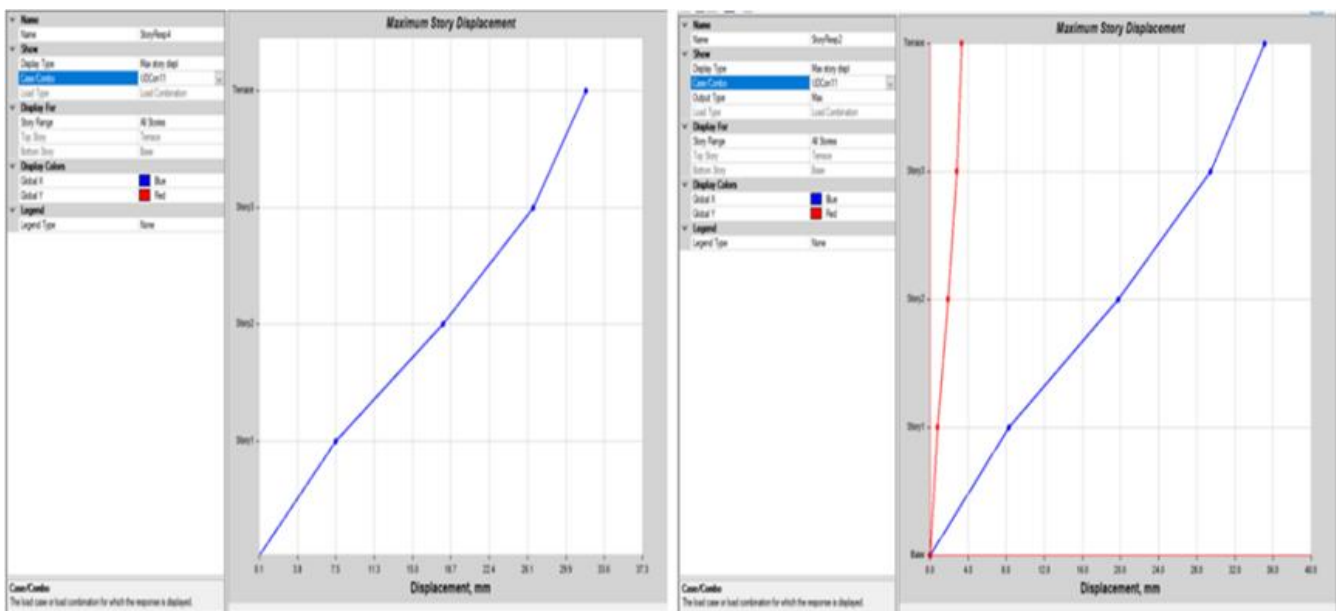 Name
Name StoryResp4
Show
Display Type Max story displ
Case/Combo UDCon11
Load Type Load Combination
Display For
Story Range All Stories
Top Story Terrace
Bottom Story Base
Display Colors
Global X Blue
Global Y Red
Legend
Legend Type None
Case/Combo
The load case or load combination for which the response is displayed.
Maximum Story Displacement
Terrace
Story3
Story2
Story1
3.8 7.5 11.3 15.0 18.7 22.4 26.1 29.9 33.6 37.3
Displacement, mm
Name
Name StoryResp2
Show
Display Type Max story displ
Case/Combo UDCon11
Output Type Max
Load Type Load Combination
Display For
Story Range All Stories
Top Story Terrace
Bottom Story Base
Display Colors
Global X Blue
Global Y Red
Legend
Legend Type None
Case/Combo
The load case or load combination for which the response is displayed.
Maximum Story Displacement
Terrace
Story3
Story2
Story1
Base
0.0 4.0 8.0 12.0 16.0 20.0 24.0 28.0 32.0 36.0 40.0
Displacement, mm